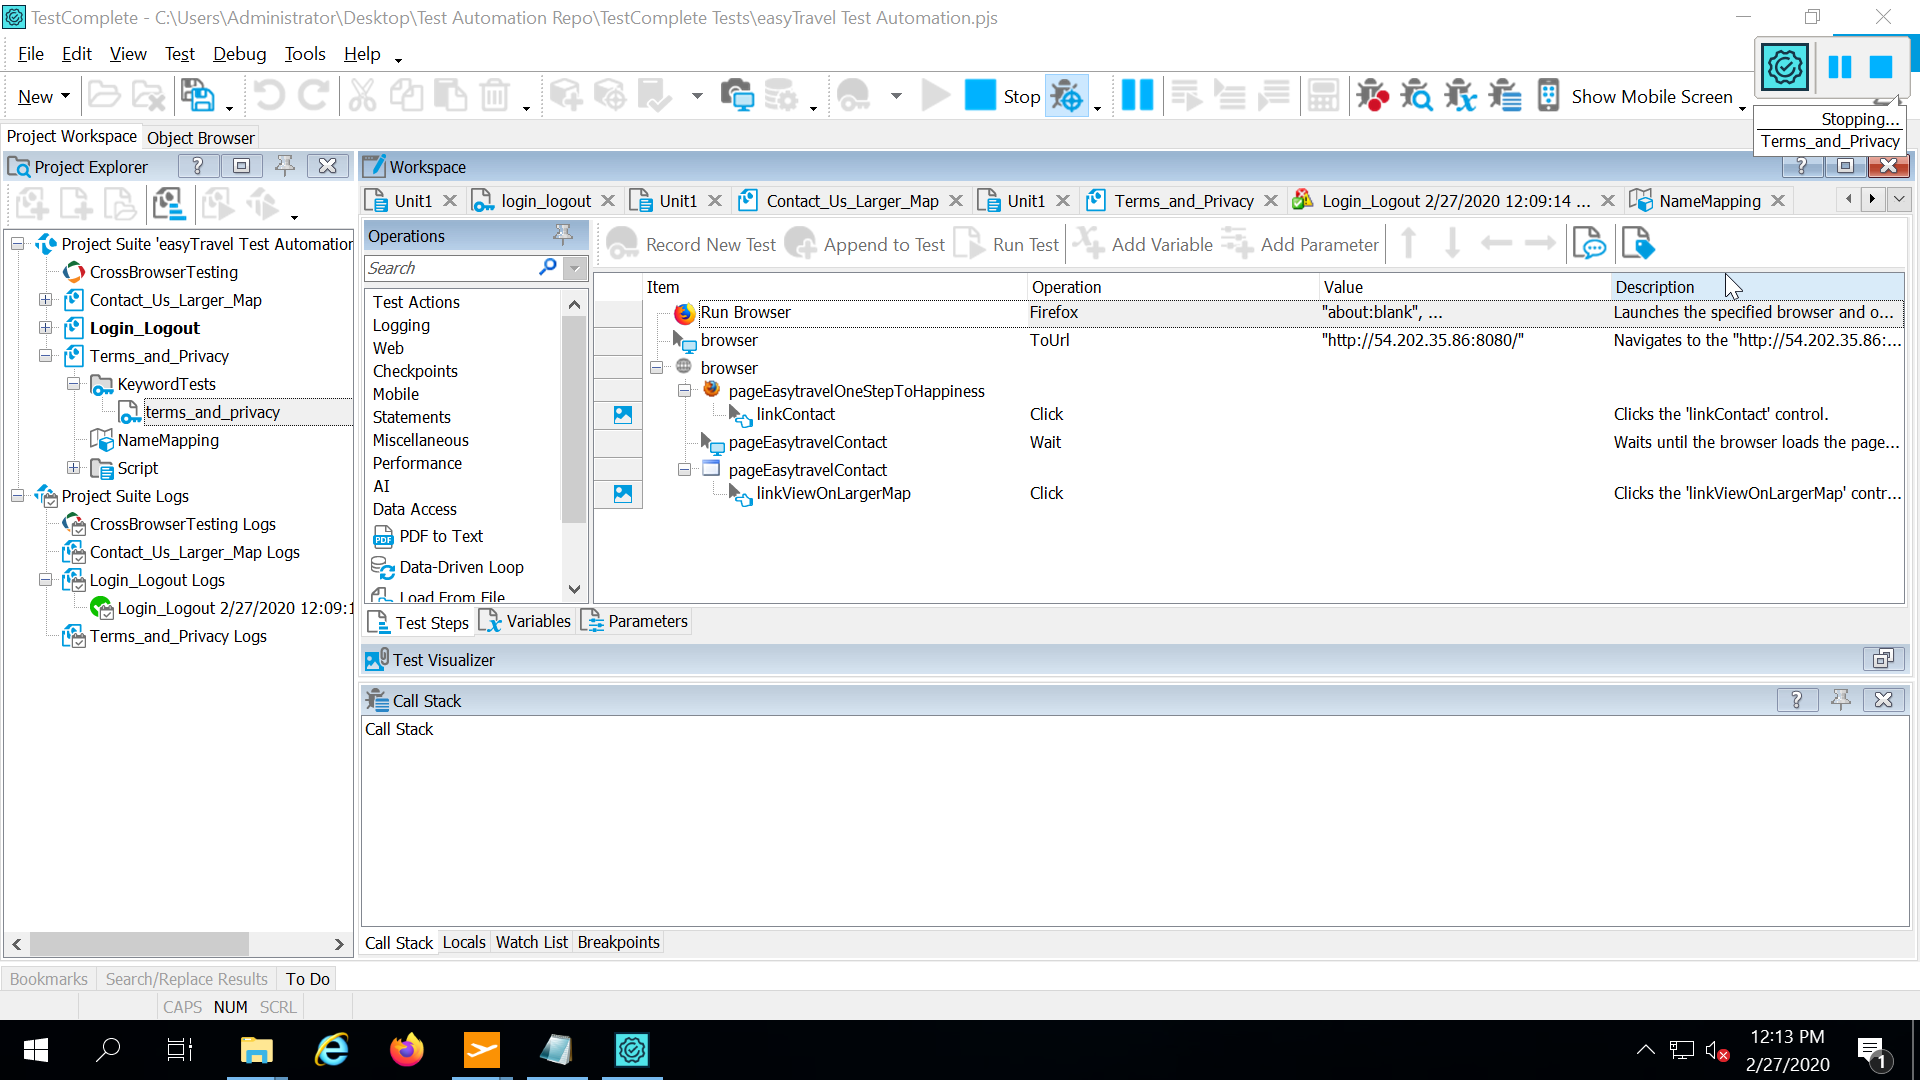 TestComplete - C:\Users\Administrator\Desktop\Test Automation Repo\TestComplete Tests\easyTravel Test Automation.pjs
File Edit View Test Debug Tools Help
New Stop Show Mobile Screen
Stopping...
Terms_and_Privacy
Project Workspace Object Browser
Project Explorer
Workspace
Unit1 login_logout Unit1 Contact_Us_Larger_Map Unit1 Terms_and_Privacy Login_Logout 2/27/2020 12:09:14 ... NameMapping
Operations
Record New Test Append to Test Run Test Add Variable Add Parameter
Search
Project Suite 'easyTravel Test Automation
CrossBrowserTesting
Contact_Us_Larger_Map
Login_Logout
Terms_and_Privacy
KeywordTests
terms_and_privacy
NameMapping
Script
Project Suite Logs
CrossBrowserTesting Logs
Contact_Us_Larger_Map Logs
Login_Logout Logs
Login_Logout 2/27/2020 12:09:1
Terms_and_Privacy Logs
Test Actions
Logging
Web
Checkpoints
Mobile
Statements
Miscellaneous
Performance
AI
Data Access
PDF to Text
Data-Driven Loop
Load From File
Item Operation Value Description
Run Browser Firefox "about:blank", ... Launches the specified browser and o...
browser ToUrl "http://54.202.35.86:8080/" Navigates to the "http://54.202.35.86:...
browser
pageEasytravelOneStepToHappiness
linkContact Click Clicks the 'linkContact' control.
pageEasytravelContact Wait Waits until the browser loads the page...
pageEasytravelContact
linkViewOnLargerMap Click Clicks the 'linkViewOnLargerMap' contr...
Test Steps Variables Parameters
Test Visualizer
Call Stack
Call Stack
Call Stack Locals Watch List Breakpoints
Bookmarks Search/Replace Results To Do
CAPS NUM SCRL
12:13 PM
2/27/2020
1